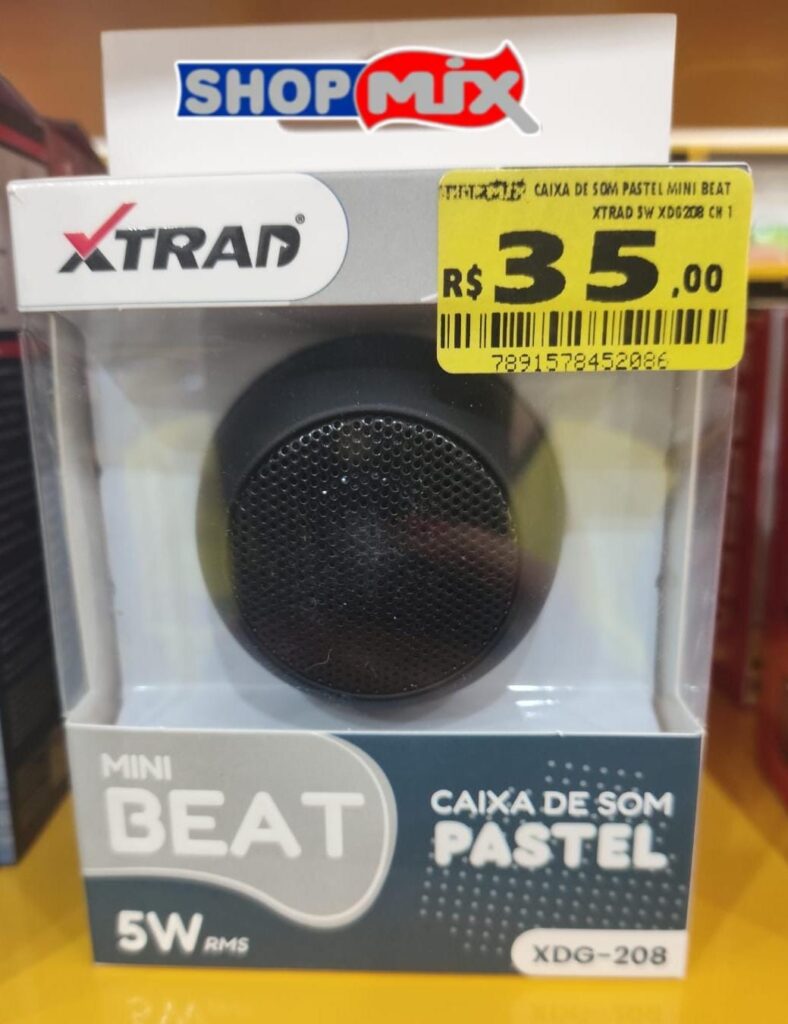 SHOPMIX
XTRAD®
CAIXA DE SOM PASTEL MINI BEAT
XTRAD 5W XDG208 CH 1
R$ 35,00
7891578452086
MINI
BEAT
CAIXA DE SOM
PASTEL
5W RMS
XDG-208